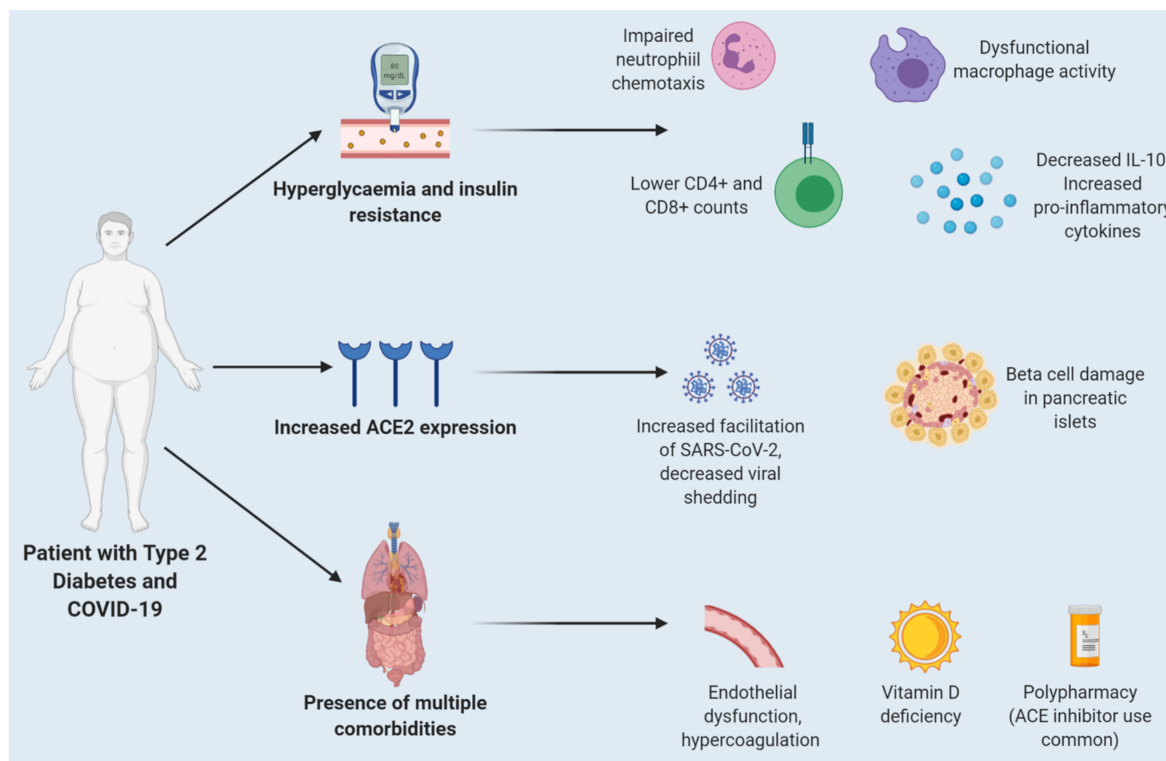 Impaired
neutrophiil
chemotaxis
Dysfunctional
macrophage activity
80
mg/dL
Hyperglycaemia and insulin
resistance
Lower CD4+ and
CD8+ counts
Decreased IL-10
Increased
pro-inflammatory
cytokines
Increased ACE2 expression
Increased facilitation
of SARS-CoV-2,
decreased viral
shedding
Beta cell damage
in pancreatic
islets
Patient with Type 2
Diabetes and
COVID-19
Presence of multiple
comorbidities
Endothelial
dysfunction,
hypercoagulation
Vitamin D
deficiency
Rx
Polypharmacy
(ACE inhibitor use
common)